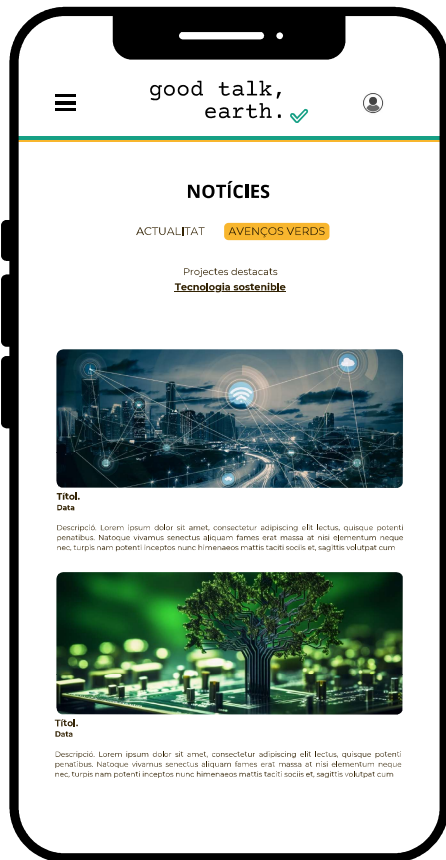 good talk,
earth.
NOTÍCIES
ACTUALITAT AVENÇOS VERDS
Projectes destacats
Tecnologia sostenible
Títol.
Data
Descripció. Lorem ipsum dolor sit amet, consectetur adipiscing elit lectus, quisque potenti
penatibus. Natoque vivamus senectus aliquam fames erat massa at nisi elementum neque
nec, turpis nam potenti inceptos nunc himenaeos mattis taciti sociis et, sagittis volutpat cum
Títol.
Data
Descripció. Lorem ipsum dolor sit amet, consectetur adipiscing elit lectus, quisque potenti
penatibus. Natoque vivamus senectus aliquam fames erat massa at nisi elementum neque
nec, turpis nam potenti inceptos nunc himenaeos mattis taciti sociis et, sagittis volutpat cum